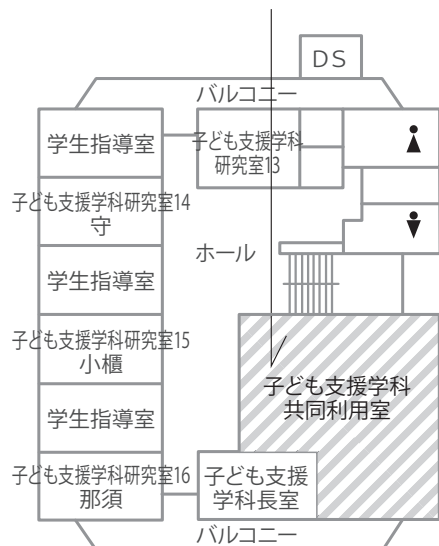 DS
バルコニー
学生指導室
子ども支援学科
研究室13
子ども支援学科研究室14
守
ホール
学生指導室
子ども支援学科研究室15
小櫃
子ども支援学科
共同利用室
学生指導室
子ども支援学科研究室16
那須
子ども支援
学科長室
バルコニー